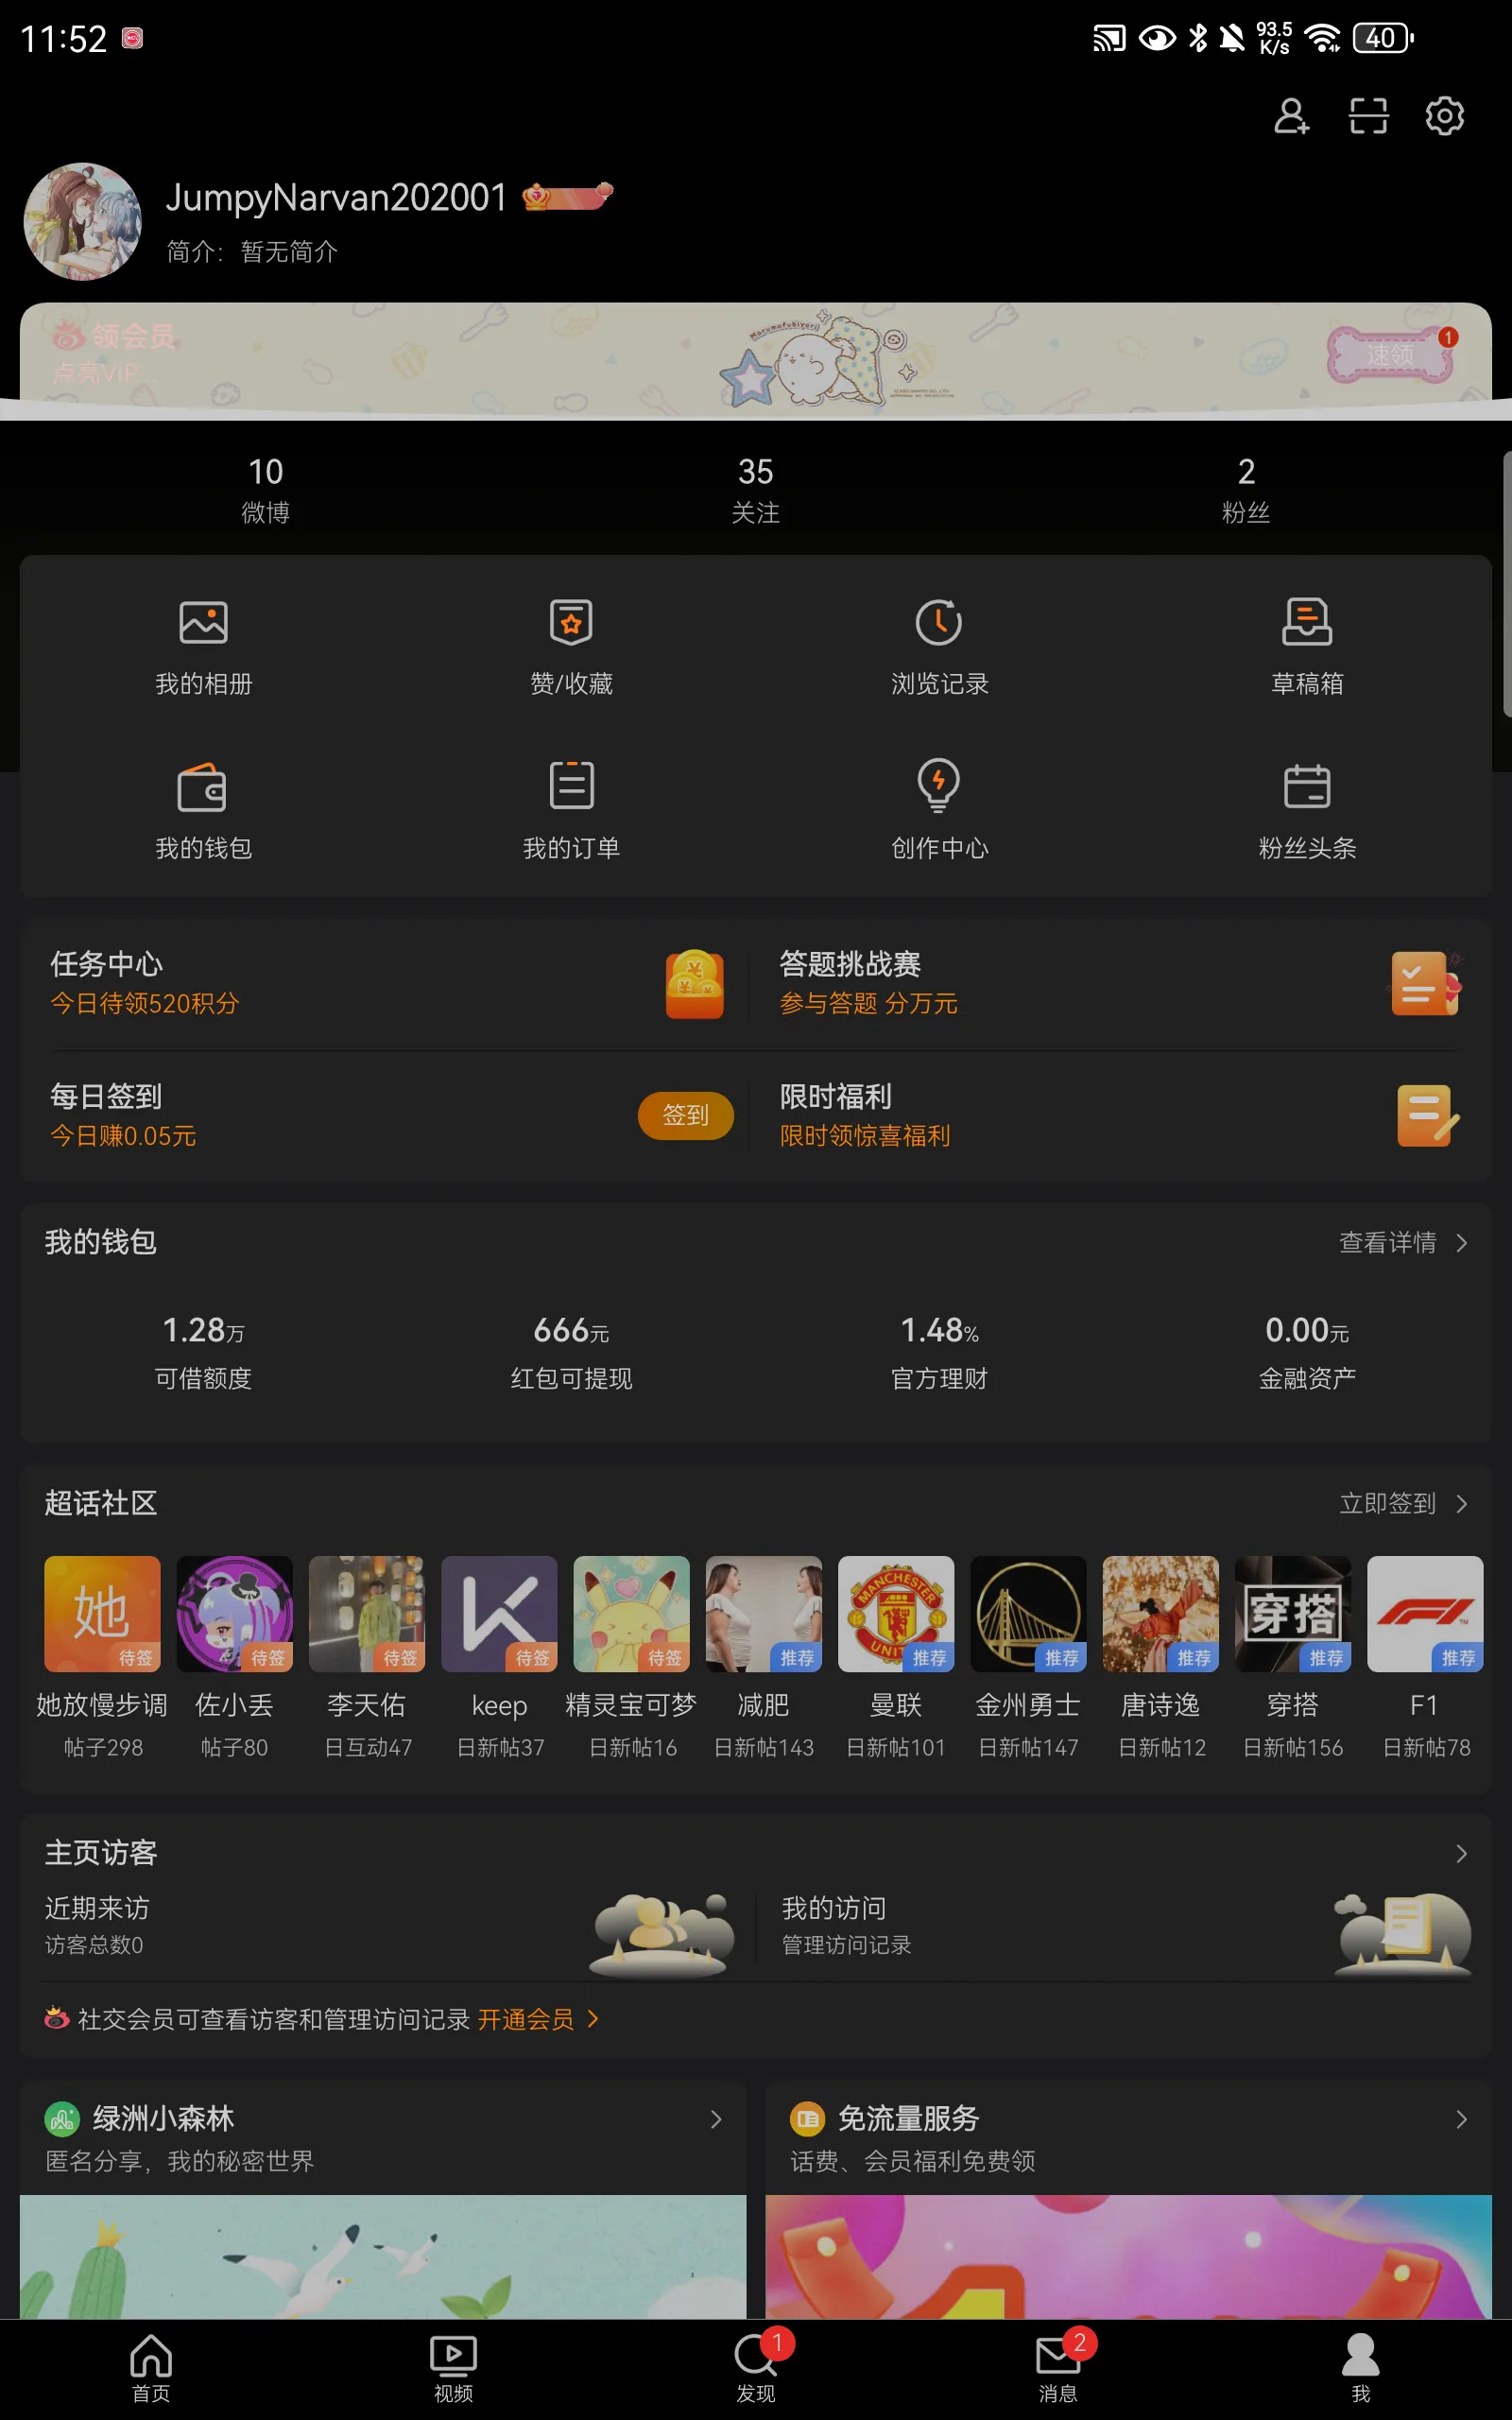 11:52
93.5
K/s
40
JumpyNarvan202001
简介：暂无简介
领会员
点亮VIP...
Marumofubiyori
速领
1
10
35
2
微博
关注
粉丝
我的相册
赞/收藏
浏览记录
草稿箱
我的钱包
我的订单
创作中心
粉丝头条
任务中心
今日待领520积分
答题挑战赛
参与答题 分万元
每日签到
今日赚0.05元
签到
限时福利
限时领惊喜福利
我的钱包
查看详情
1.28万
666元
1.48%
0.00元
可借额度
红包可提现
官方理财
金融资产
超话社区
立即签到
她
待签
待签
待签
待签
待签
推荐
MANCHESTER
UNITED
推荐
推荐
推荐
穿搭
推荐
F1
推荐
她放慢步调
佐小丢
李天佑
keep
精灵宝可梦
减肥
曼联
金州勇士
唐诗逸
穿搭
F1
帖子298
帖子80
日互动47
日新帖37
日新帖16
日新帖143
日新帖101
日新帖147
日新帖12
日新帖156
日新帖78
主页访客
近期来访
访客总数0
我的访问
管理访问记录
社交会员可查看访客和管理访问记录 开通会员
绿洲小森林
匿名分享，我的秘密世界
免流量服务
话费、会员福利免费领
首页
视频
1
发现
2
消息
我